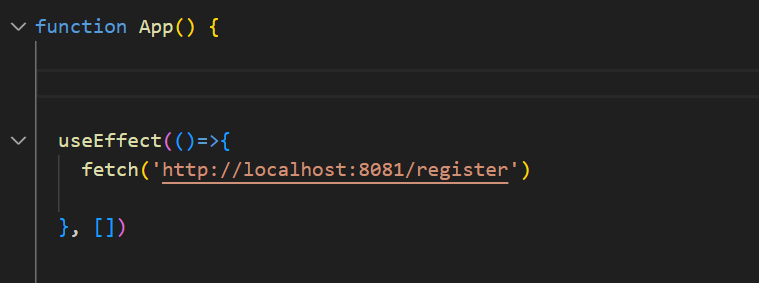 function App() {
useEffect(()=>{
fetch('http://localhost:8081/register')
}, [])